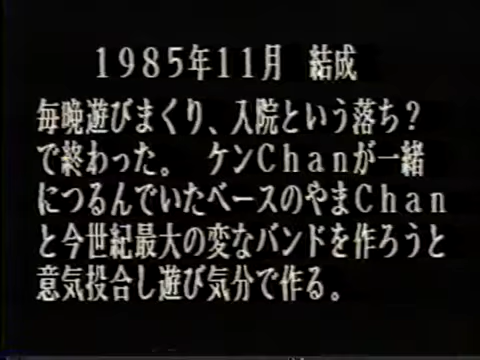 1985年11月 結成
毎晩遊びまくり、入院という落ち?
で終わった。 ケンChanが一緒
につるんでいたベースのやまChan
と今世紀最大の変なバンドを作ろうと
意気投合し遊び気分で作る。